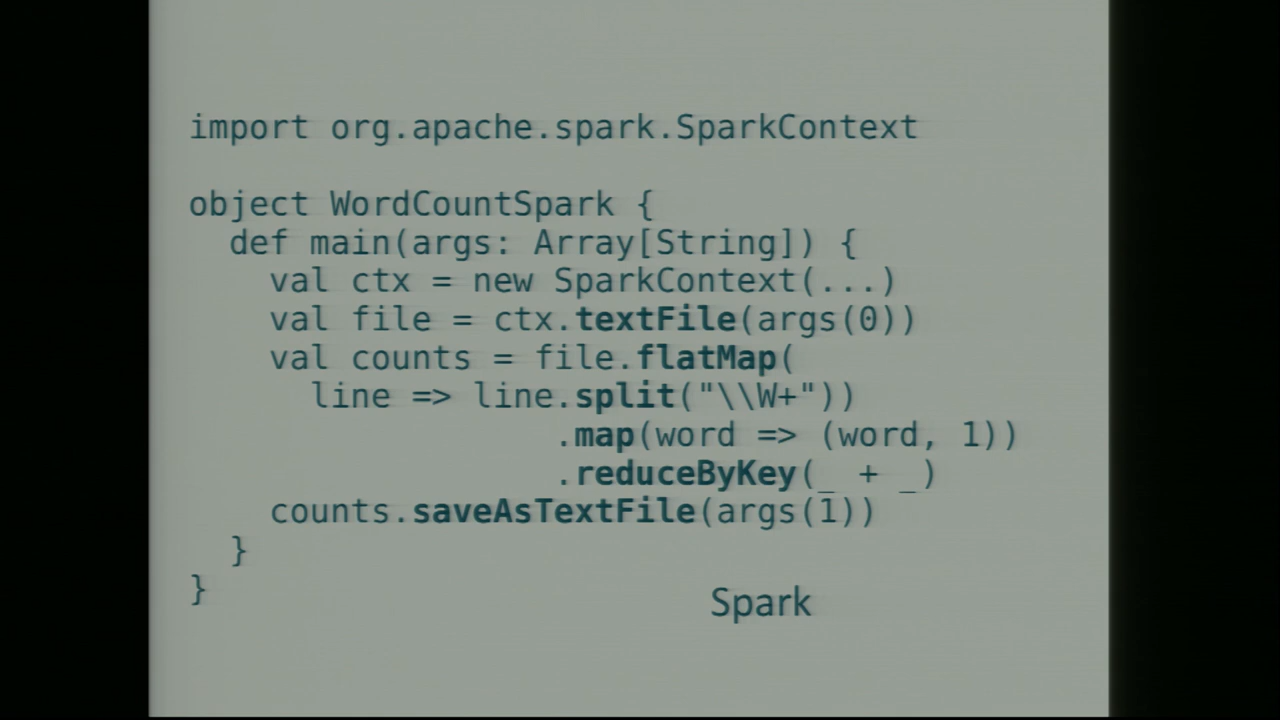 import org.apache.spark.SparkContext
object WordCountSpark {
def main(args: Array[String]) {
val ctx = new SparkContext(...)
val file = ctx.textFile(args(0))
val counts = file.flatMap(
line => line.split("\\W+"))
.map(word => (word, 1))
.reduceByKey(_ + _)
counts.saveAsTextFile(args(1))
}
}
Spark